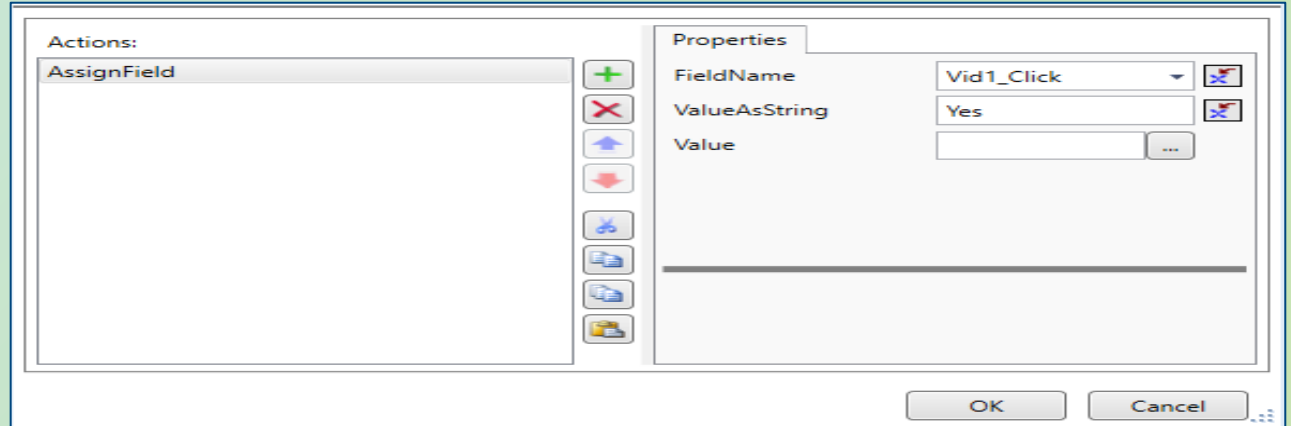 Actions:
AssignField
Properties
FieldName
Vid1_Click
ValueAsString
Yes
Value
...
OK
Cancel